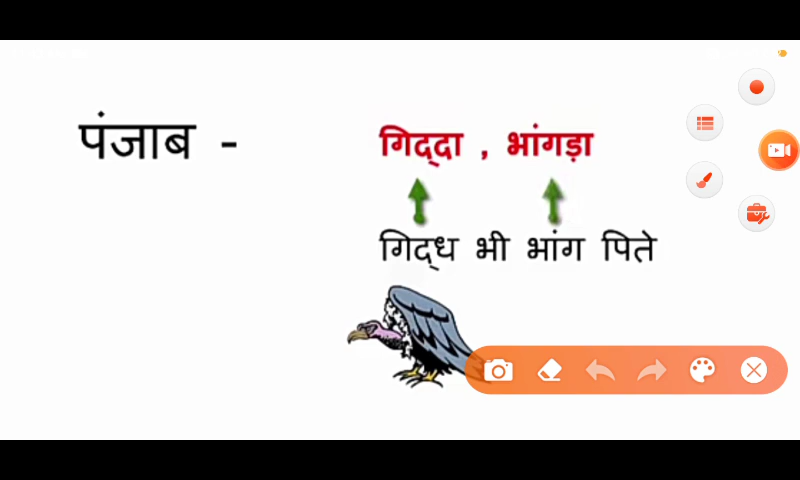 पंजाब - गिद्दा , भांगड़ा
गिद्ध भी भांग पिते